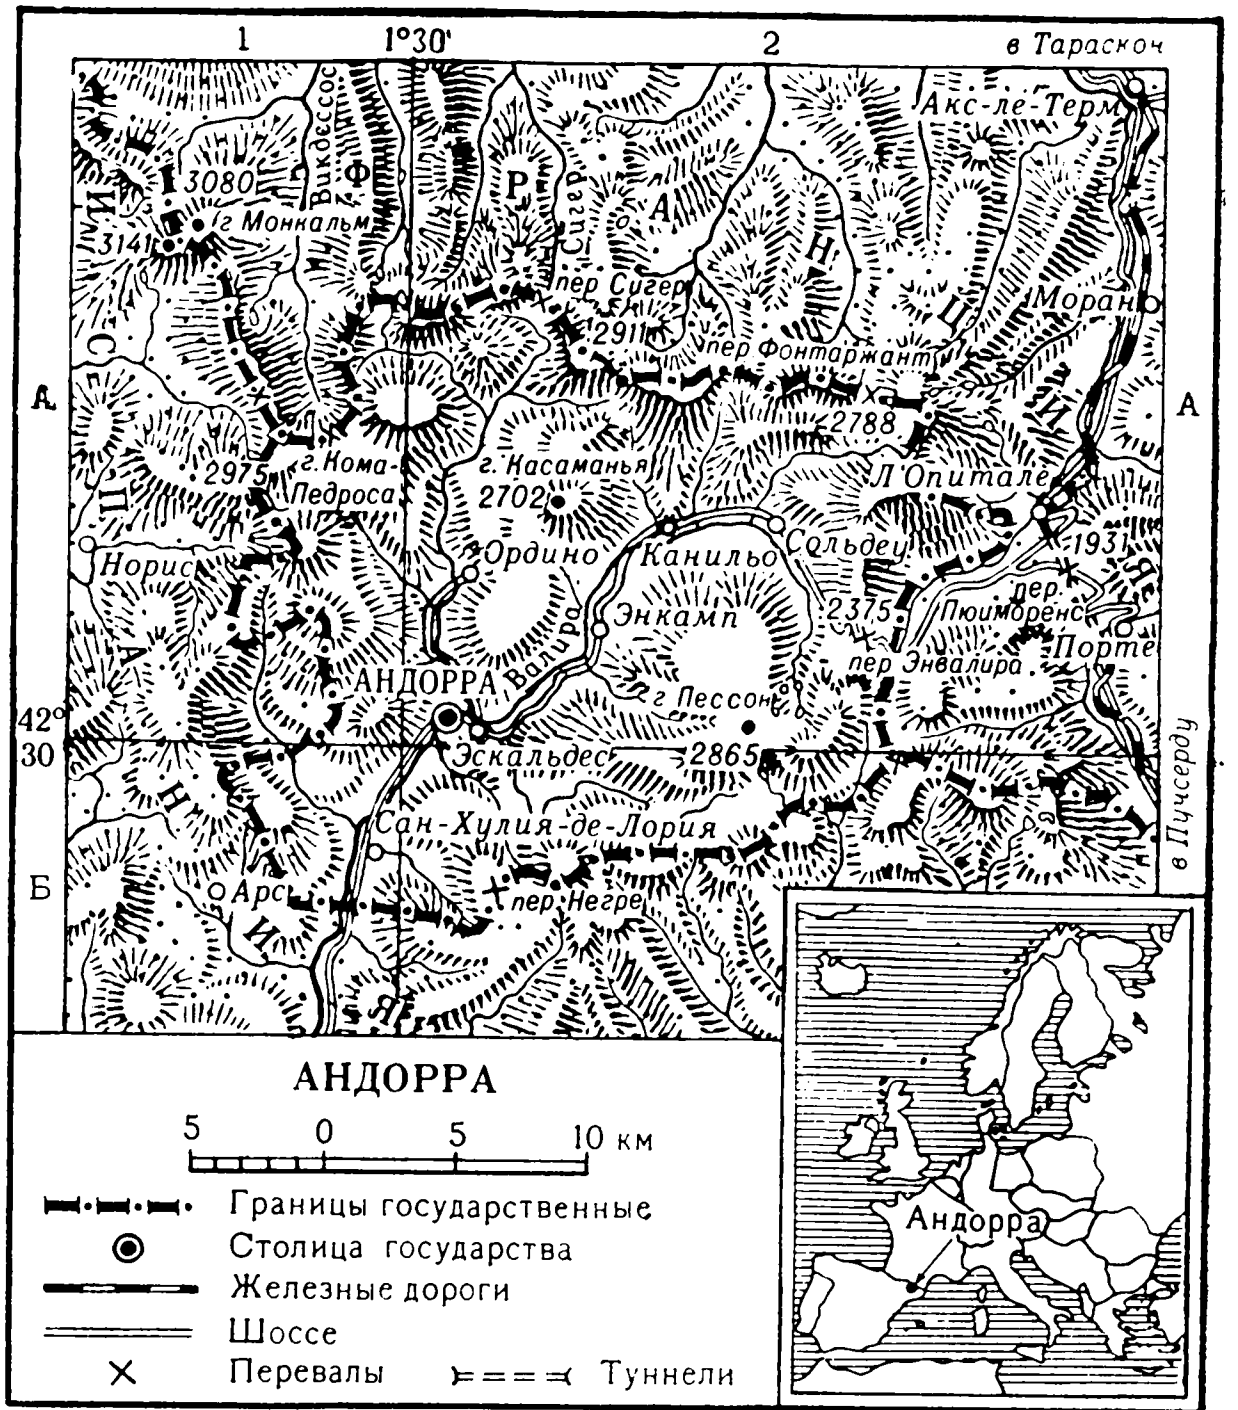 1
1°30'
2
в Тараскон
Акс-ле-Терм
Викдессос
Ф
Р
А
Н
Ц
И
Я
Сигер
3080
г Монкальм
3141
пер Сигер
2911
Моран
пер Фонтаржант
А
А
2788
2975
г. Кома-
Педроса
г. Касаманья
2702
Л'Опитале
Норис
Ордино
Канильо
Сольдеу
1931
пер.
Пюиморенс
Энкамп
2375
Валира
Порте
пер Энвалира
АНДОРРА
г Пессон
42°
30
Эскальдес
2865
в Пучсерду
Сан-Хулия-де-Лория
Б
Арс
пер. Негре
И
С
П
А
Н
И
Я
АНДОРРА
5 0 5 10 км
Границы государственные
Столица государства
Железные дороги
Шоссе
Перевалы
Туннели
Андорра